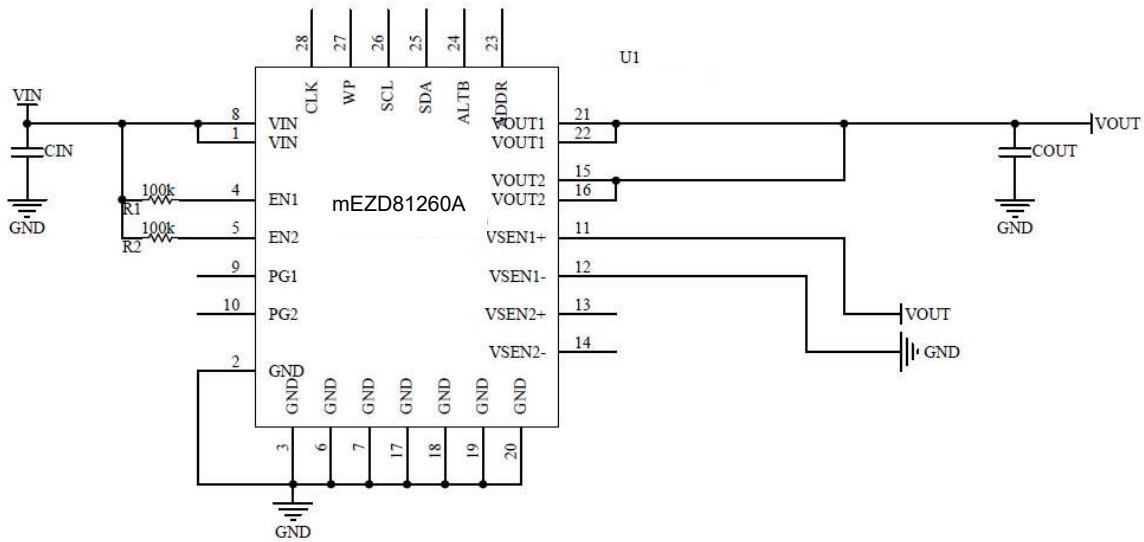 28
27
26
25
24
23
U1
CLK
WP
SCL
SDA
ALTB
ADDR
VIN
8
VIN
VOUT1
21
VOUT
1
VIN
VOUT1
22
CIN
COUT
VOUT2
15
100k
4
EN1
mEZD81260A
VOUT2
16
R1
GND
GND
100k
5
EN2
VSEN1+
11
R2
9
PG1
VSEN1-
12
10
PG2
VSEN2+
13
VOUT
VSEN2-
14
GND
2
GND
GND
GND
GND
GND
GND
GND
GND
3
6
7
17
18
19
20
GND